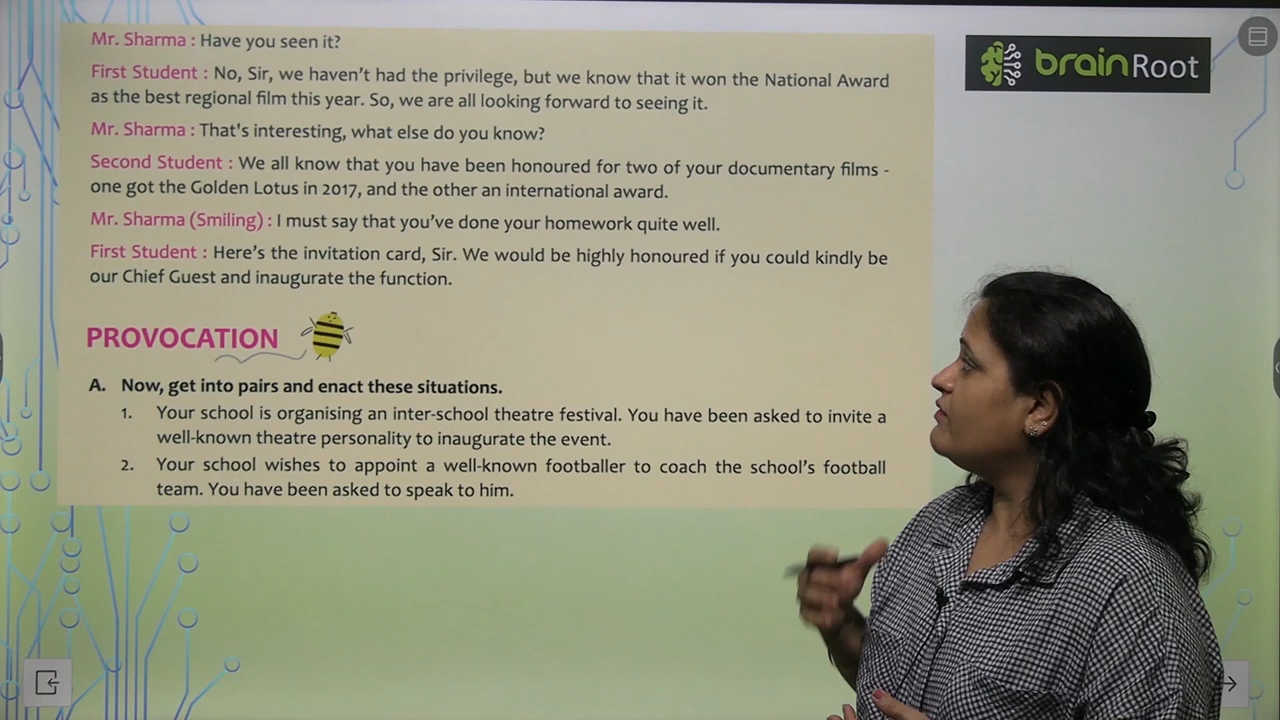 Mr. Sharma : Have you seen it?
First Student : No, Sir, we haven't had the privilege, but we know that it won the National Award
as the best regional film this year. So, we are all looking forward to seeing it.
Mr. Sharma : That's interesting, what else do you know?
Second Student : We all know that you have been honoured for two of your documentary films -
one got the Golden Lotus in 2017, and the other an international award.
Mr. Sharma (Smiling) : I must say that you've done your homework quite well.
First Student : Here's the invitation card, Sir. We would be highly honoured if you could kindly be
our Chief Guest and inaugurate the function.
PROVOCATION
A. Now, get into pairs and enact these situations.
1. Your school is organising an inter-school theatre festival. You have been asked to invite a
well-known theatre personality to inaugurate the event.
2. Your school wishes to appoint a well-known footballer to coach the school's football
team. You have been asked to speak to him.
brainRoot